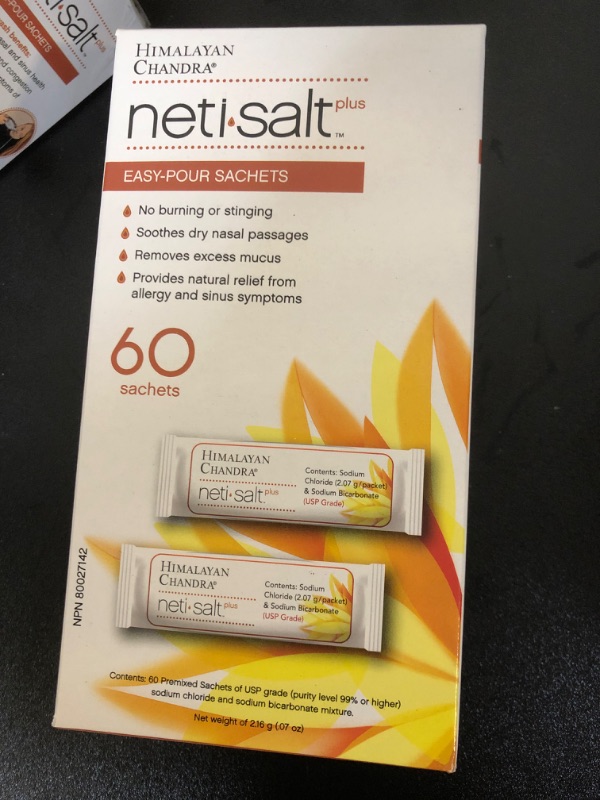 salt plus
-POUR SACHETS
HIMALAYAN
CHANDRA®
neti·salt plus ™
EASY-POUR SACHETS
No burning or stinging
Soothes dry nasal passages
Removes excess mucus
Provides natural relief from
allergy and sinus symptoms
60
sachets
HIMALAYAN
CHANDRA®
neti·salt plus
Contents: Sodium
Chloride (2.07 g/packet)
& Sodium Bicarbonate
(USP Grade)
HIMALAYAN
CHANDRA®
neti·salt plus
Contents: Sodium
Chloride (2.07 g/packet)
& Sodium Bicarbonate
(USP Grade)
NPN 80027142
Contents: 60 Premixed Sachets of USP grade (purity level 99% or higher)
sodium chloride and sodium bicarbonate mixture.
Net weight of 2.16 g (.07 oz)